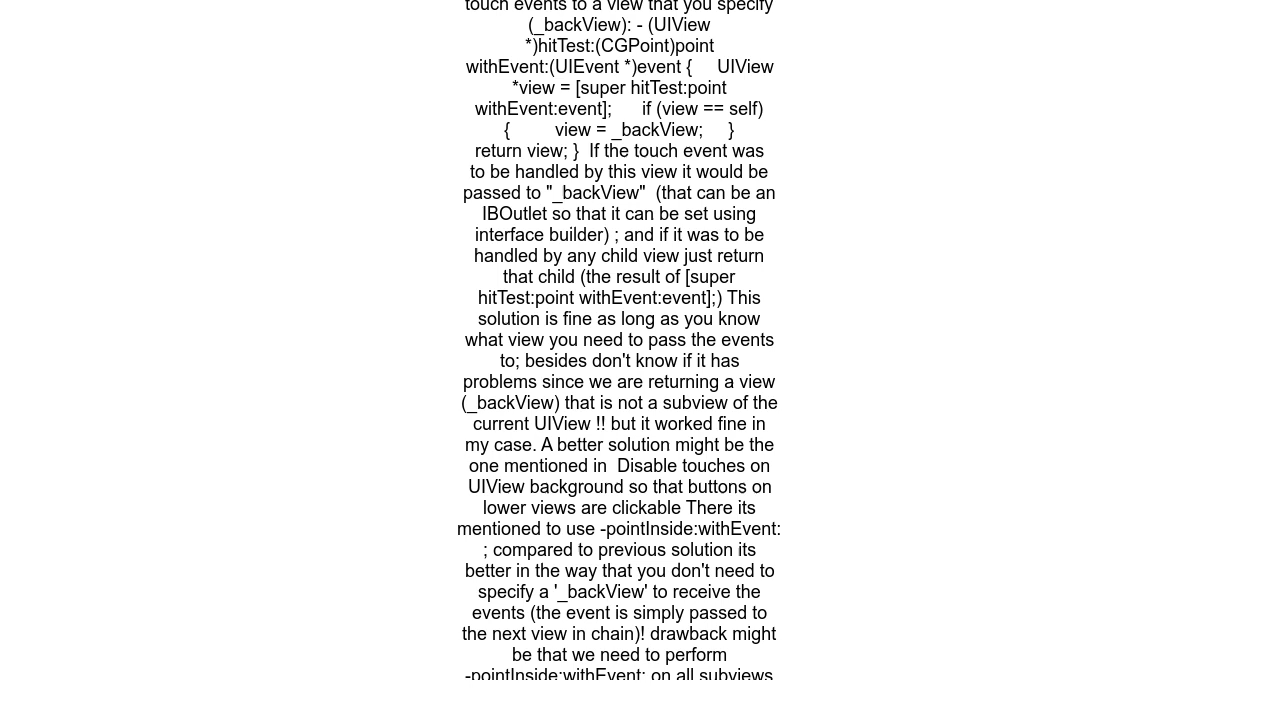 touch events to a view that you specify
(_backView): - (UIView
*)hitTest:(CGPoint)point
withEvent:(UIEvent *)event {     UIView
*view = [super hitTest:point
withEvent:event];      if (view == self)
{         view = _backView;     }
return view; }  If the touch event was
to be handled by this view it would be
passed to "_backView"  (that can be an
IBOutlet so that it can be set using
interface builder) ; and if it was to be
handled by any child view just return
that child (the result of [super
hitTest:point withEvent:event];) This
solution is fine as long as you know
what view you need to pass the events
to; besides don't know if it has
problems since we are returning a view
(_backView) that is not a subview of the
current UIView !! but it worked fine in
my case. A better solution might be the
one mentioned in  Disable touches on
UIView background so that buttons on
lower views are clickable There its
mentioned to use -pointInside:withEvent:
; compared to previous solution its
better in the way that you don't need to
specify a '_backView' to receive the
events (the event is simply passed to
the next view in chain)! drawback might
be that we need to perform
-pointInside:withEvent: on all subviews